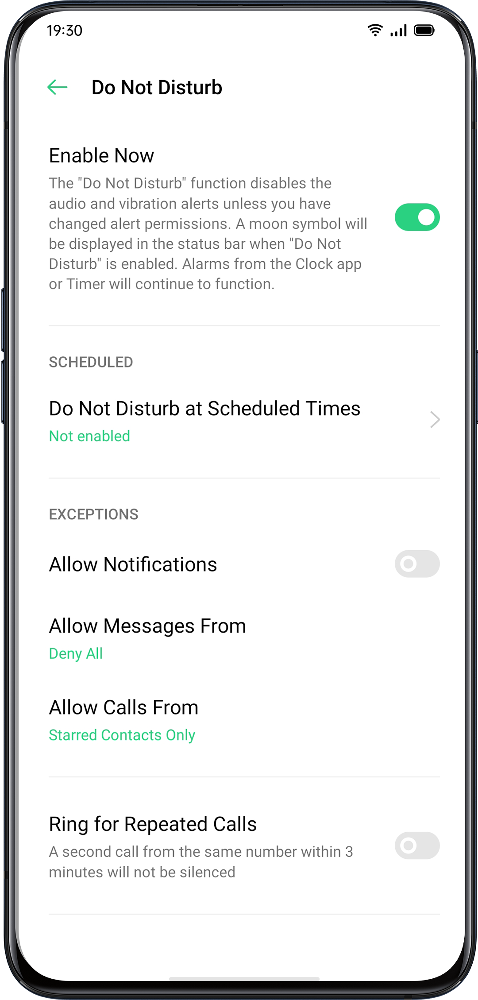 19:30
Do Not Disturb
Enable Now
The "Do Not Disturb" function disables the
audio and vibration alerts unless you have
changed alert permissions. A moon symbol will
be displayed in the status bar when "Do Not
Disturb" is enabled. Alarms from the Clock app
or Timer will continue to function.
SCHEDULED
Do Not Disturb at Scheduled Times
Not enabled
EXCEPTIONS
Allow Notifications
Allow Messages From
Deny All
Allow Calls From
Starred Contacts Only
Ring for Repeated Calls
A second call from the same number within 3
minutes will not be silenced